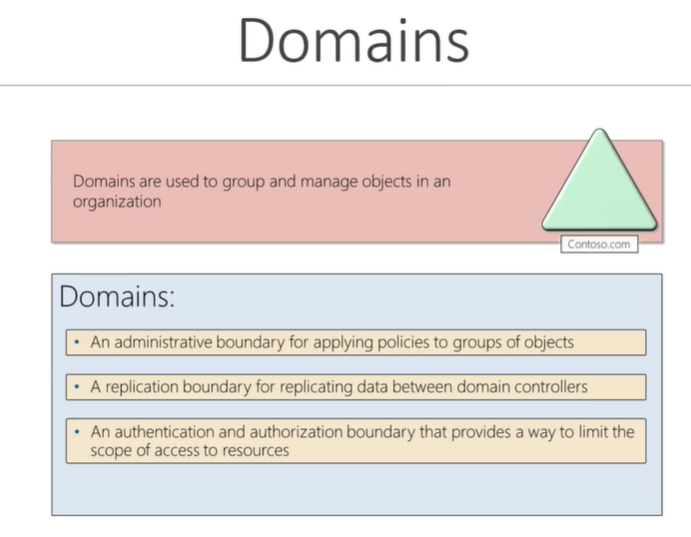 Domains
Domains are used to group and manage objects in an
organization
Contoso.com
Domains:
• An administrative boundary for applying policies to groups of objects
• A replication boundary for replicating data between domain controllers
• An authentication and authorization boundary that provides a way to limit the
scope of access to resources